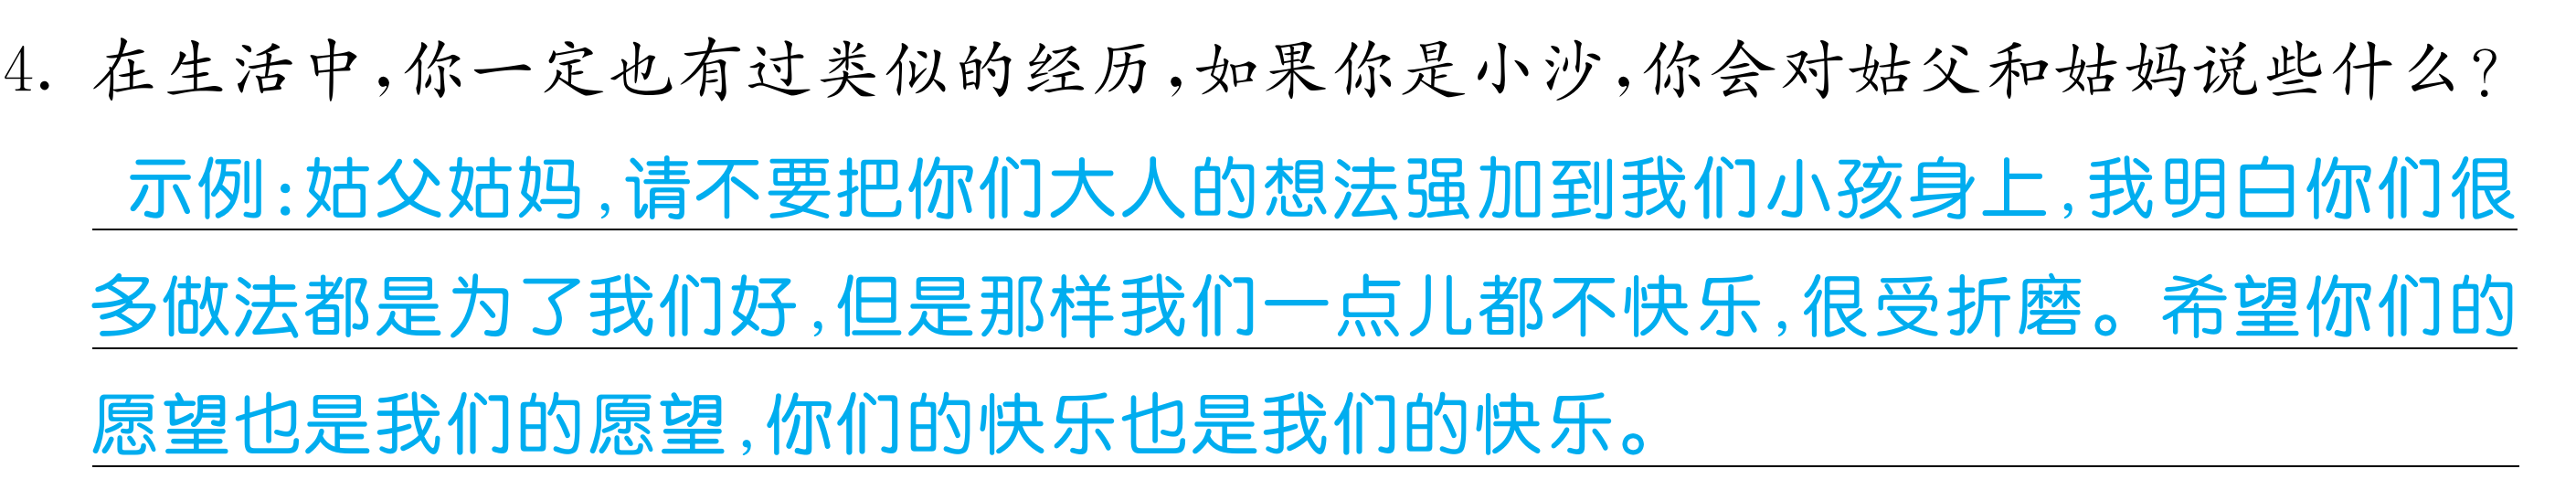 4. 在生活中,你一定也有过类似的经历,如果你是小沙,你会对姑父和姑妈说些什么?
示例:姑父姑妈,请不要把你们大人的想法强加到我们小孩身上,我明白你们很
多做法都是为了我们好,但是那样我们一点儿都不快乐,很受折磨。希望你们的
愿望也是我们的愿望,你们的快乐也是我们的快乐。